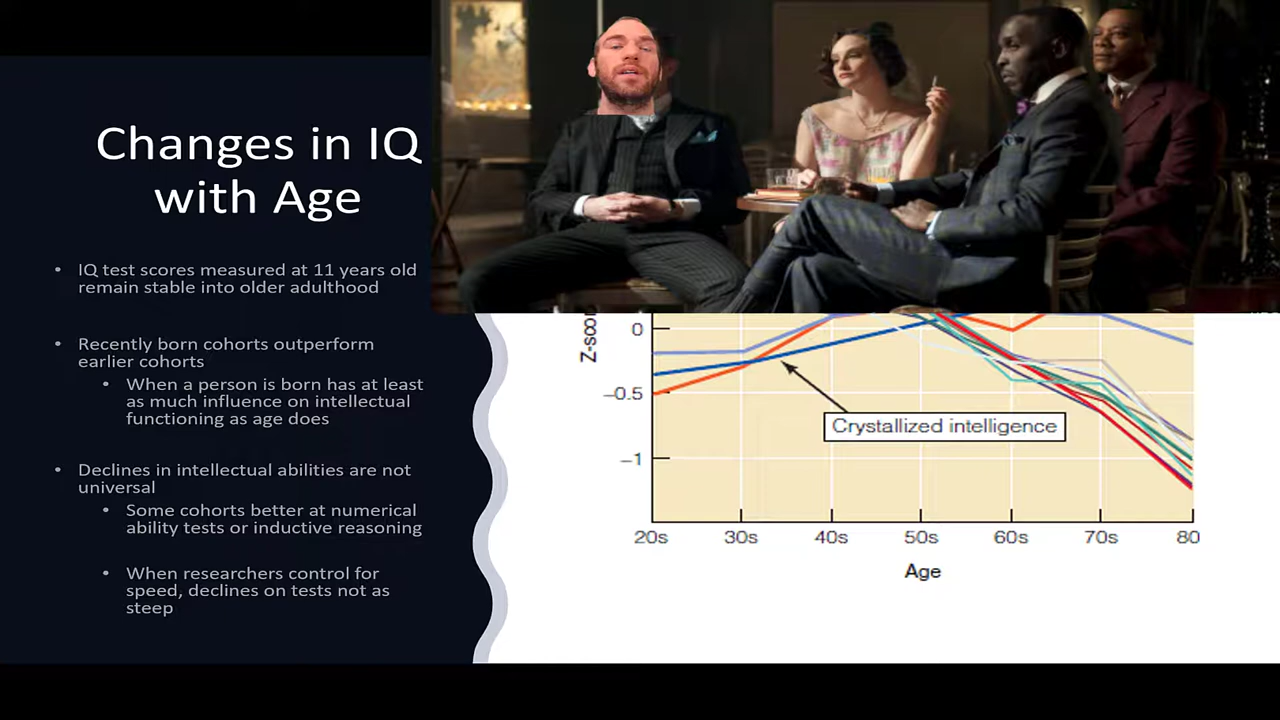 Changes in IQ
with Age
• IQ test scores measured at 11 years old
remain stable into older adulthood
• Recently born cohorts outperform
earlier cohorts
• When a person is born has at least
as much influence on intellectual
functioning as age does
• Declines in intellectual abilities are not
universal
• Some cohorts better at numerical
ability tests or inductive reasoning
• When researchers control for
speed, declines on tests not as
steep
0
−0.5
−1
Crystallized intelligence
20s 30s 40s 50s 60s 70s 80
Age